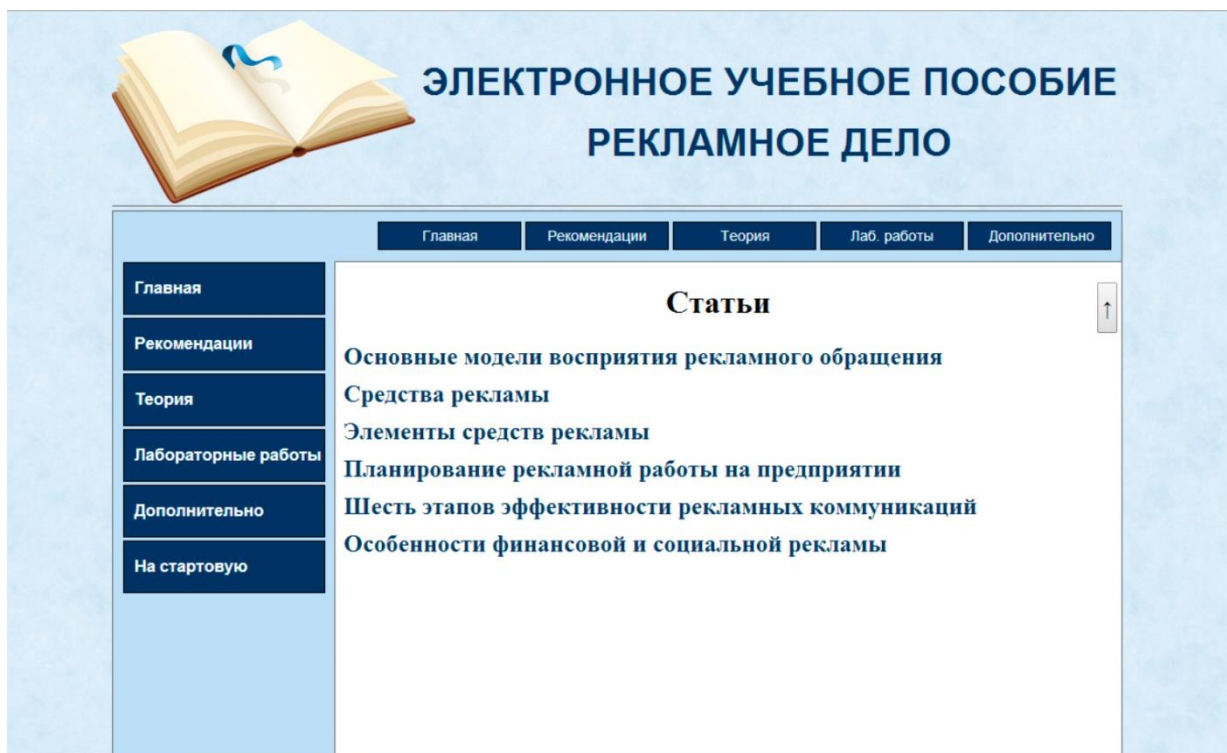 ЭЛЕКТРОННОЕ УЧЕБНОЕ ПОСОБИЕ
РЕКЛАМНОЕ ДЕЛО
Главная
Рекомендации
Теория
Лаб. работы
Дополнительно
Главная
Рекомендации
Теория
Лабораторные работы
Дополнительно
На стартовую
Статьи
↑
Основные модели восприятия рекламного обращения
Средства рекламы
Элементы средств рекламы
Планирование рекламной работы на предприятии
Шесть этапов эффективности рекламных коммуникаций
Особенности финансовой и социальной рекламы